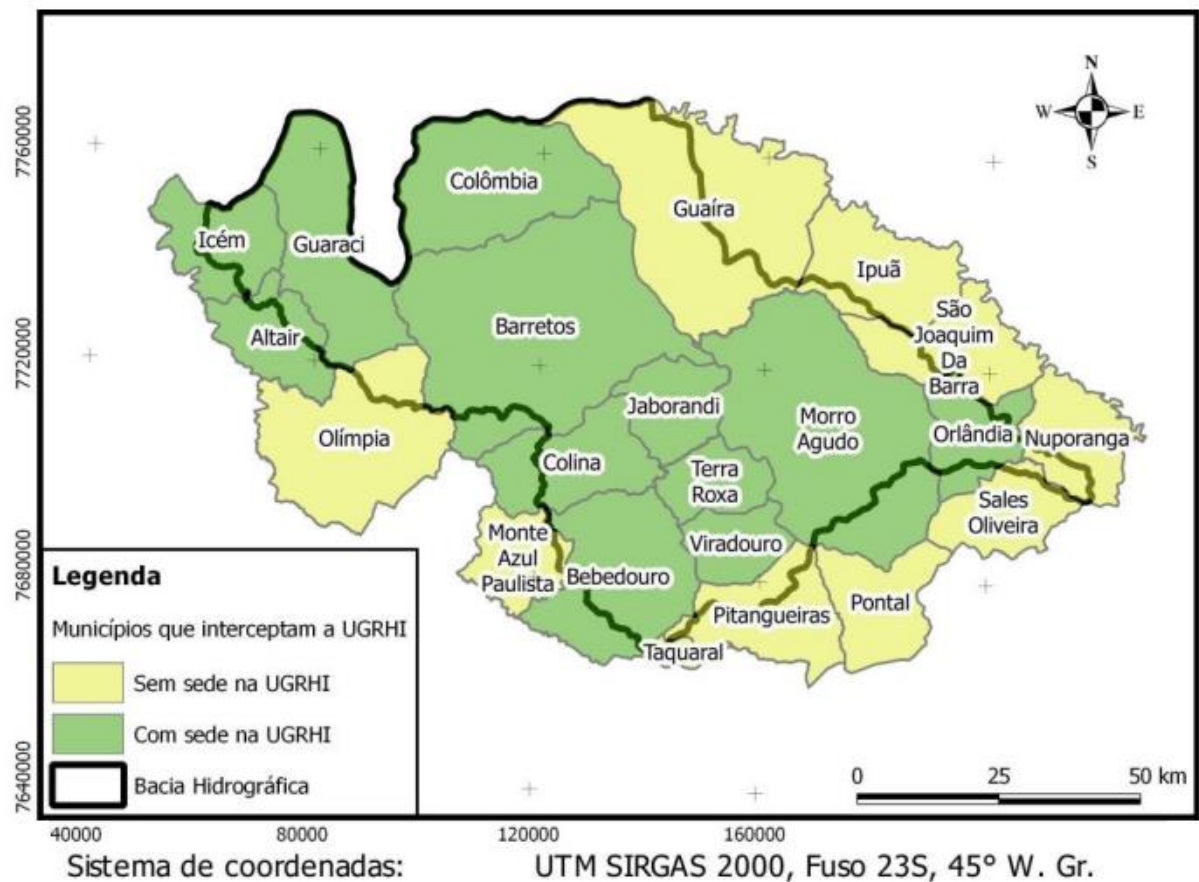 N
W
E
S
7760000
7720000
7680000
7640000
Colômbia
Guaíra
Icém
Guaraci
Ipuã
Barretos
Altair
São
Joaquim
Da
Barra
Jaborandi
Morro
Agudo
Olímpia
Orlândia
Nuporanga
Colina
Terra
Roxa
Sales
Oliveira
Monte
Azul
Paulista
Viradouro
Bebedouro
Pitangueiras
Pontal
Taquaral
Legenda
Municípios que interceptam a UGRHI
Sem sede na UGRHI
Com sede na UGRHI
Bacia Hidrográfica
0 25 50 km
40000 80000 120000 160000
Sistema de coordenadas: UTM SIRGAS 2000, Fuso 23S, 45° W. Gr.